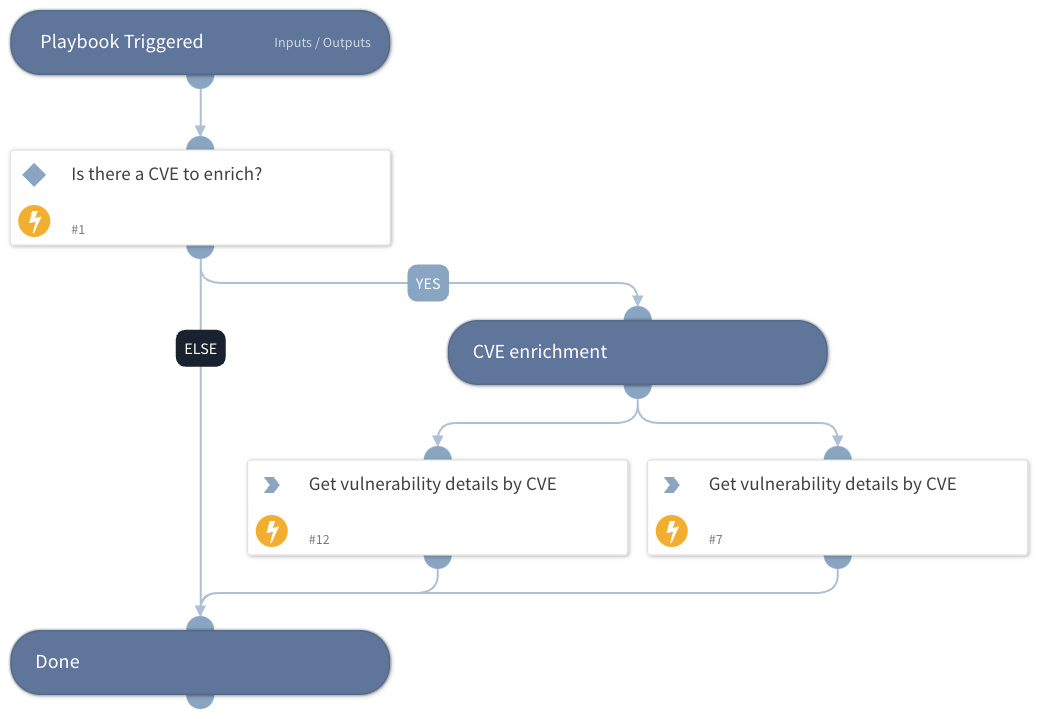 Playbook Triggered
Inputs / Outputs
Is there a CVE to enrich?
#1
YES
ELSE
CVE enrichment
Get vulnerability details by CVE
#12
Get vulnerability details by CVE
#7
Done